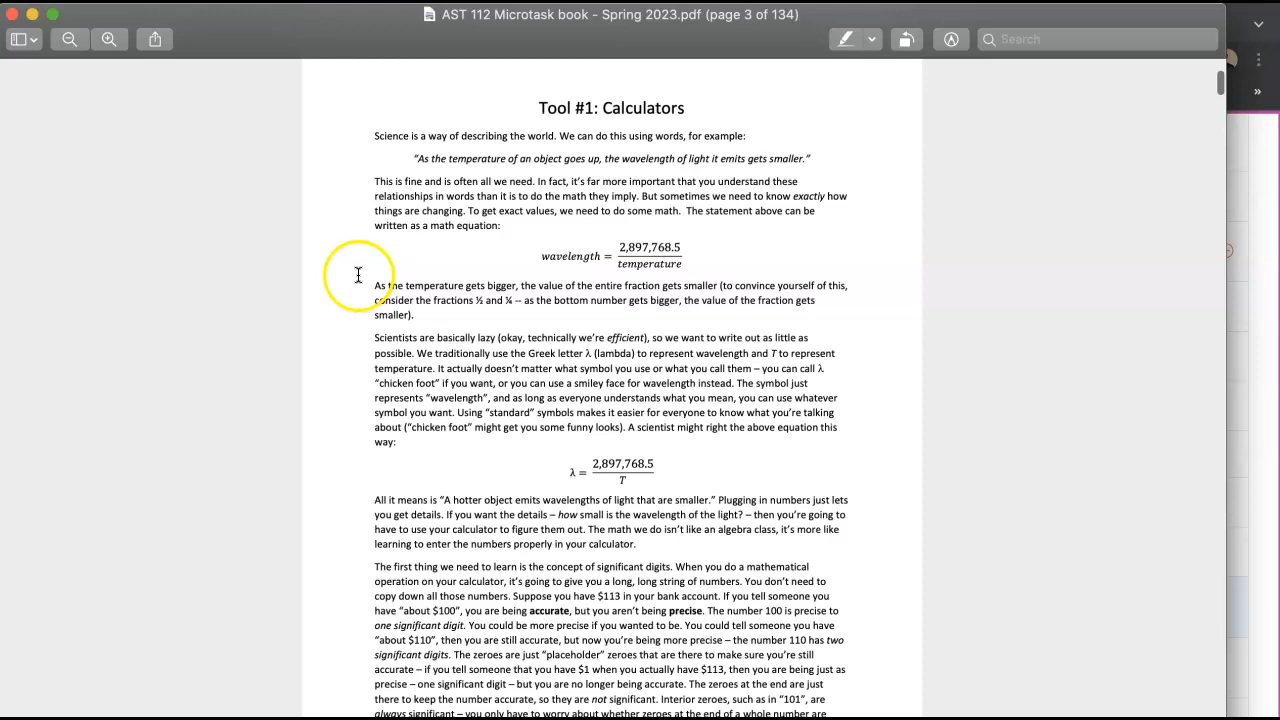 AST 112 Microtask book - Spring 2023.pdf (page 3 of 134)
Search
»
Tool #1: Calculators
Science is a way of describing the world. We can do this using words, for example:
“As the temperature of an object goes up, the wavelength of light it emits gets smaller.”
This is fine and is often all we need. In fact, it’s far more important that you understand these
relationships in words than it is to do the math they imply. But sometimes we need to know exactly how
things are changing. To get exact values, we need to do some math.  The statement above can be
written as a math equation:
wavelength = 2,897,768.5
temperature
As the temperature gets bigger, the value of the entire fraction gets smaller (to convince yourself of this,
consider the fractions ½ and ¼ -- as the bottom number gets bigger, the value of the fraction gets
smaller).
Scientists are basically lazy (okay, technically we’re efficient), so we want to write out as little as
possible. We traditionally use the Greek letter λ (lambda) to represent wavelength and T to represent
temperature. It actually doesn’t matter what symbol you use or what you call them – you can call λ
“chicken foot” if you want, or you can use a smiley face for wavelength instead. The symbol just
represents “wavelength”, and as long as everyone understands what you mean, you can use whatever
symbol you want. Using “standard” symbols makes it easier for everyone to know what you’re talking
about (“chicken foot” might get you some funny looks). A scientist might right the above equation this
way:
λ = 2,897,768.5
T
All it means is “A hotter object emits wavelengths of light that are smaller.” Plugging in numbers just lets
you get details. If you want the details – how small is the wavelength of the light? – then you’re going to
have to use your calculator to figure them out. The math we do isn’t like an algebra class, it’s more like
learning to enter the numbers properly in your calculator.
The first thing we need to learn is the concept of significant digits. When you do a mathematical
operation on your calculator, it’s going to give you a long, long string of numbers. You don’t need to
copy down all those numbers. Suppose you have $113 in your bank account. If you tell someone you
have “about $100”, you are being accurate, but you aren’t being precise. The number 100 is precise to
one significant digit. You could be more precise if you wanted to be. You could tell someone you have
“about $110”, then you are still accurate, but now you’re being more precise – the number 110 has two
significant digits. The zeroes are just “placeholder” zeroes that are there to make sure you’re still
accurate – if you tell someone that you have $1 when you actually have $113, then you are being just as
precise – one significant digit – but you are no longer being accurate. The zeroes at the end are just
there to keep the number accurate, so they are not significant. Interior zeroes, such as in “101”, are
always significant – you only have to worry about whether zeroes at the end of a whole number are